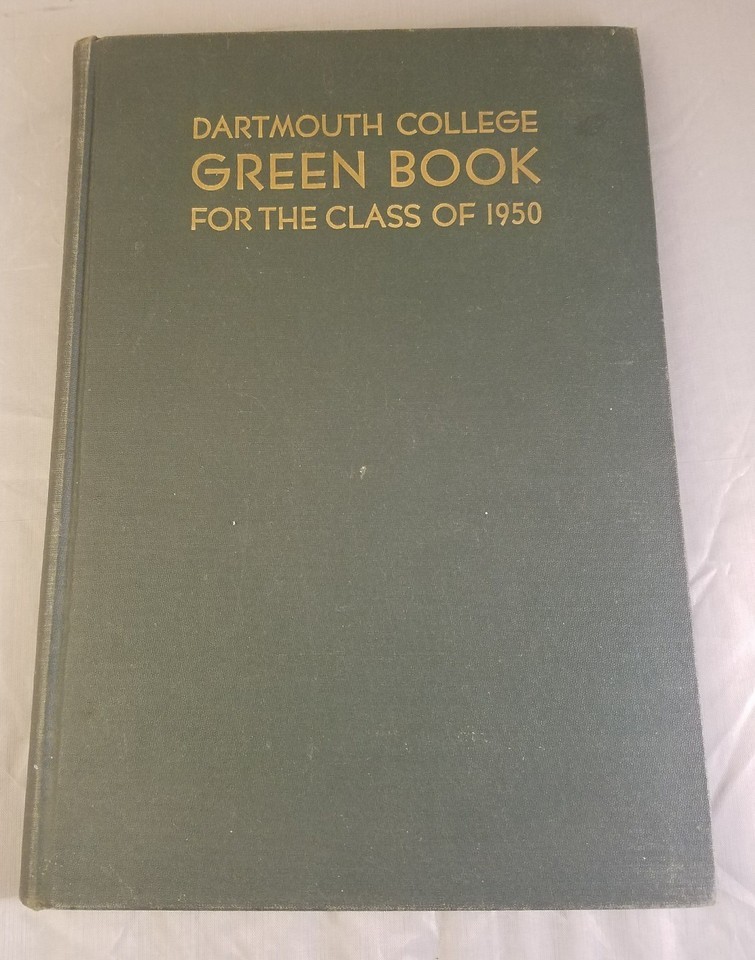 DARTMOUTH COLLEGE
GREEN BOOK
FOR THE CLASS OF 1950